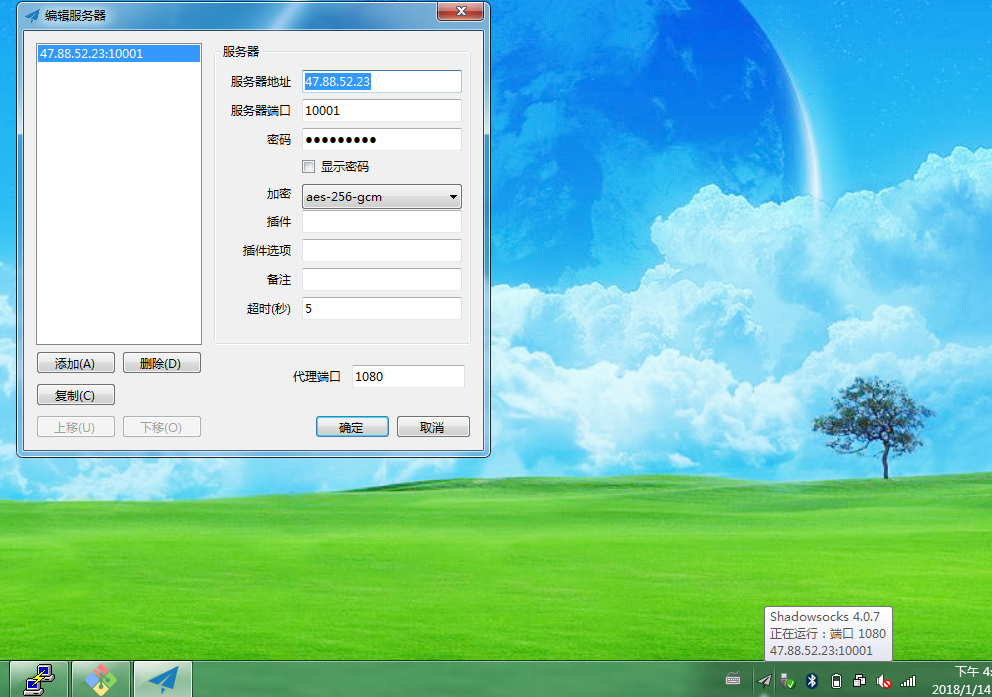 编辑服务器
47.88.52.23:10001
服务器
服务器地址 47.88.52.23
服务器端口 10001
密码 ●●●●●●●●●
显示密码
加密 aes-256-gcm
插件
插件选项
备注
超时(秒) 5
添加(A) 删除(D)
代理端口 1080
复制(C)
上移(U) 下移(O)
确定 取消
Shadowsocks 4.0.7
正在运行：端口 1080
47.88.52.23:10001
下午 4:
2018/1/14